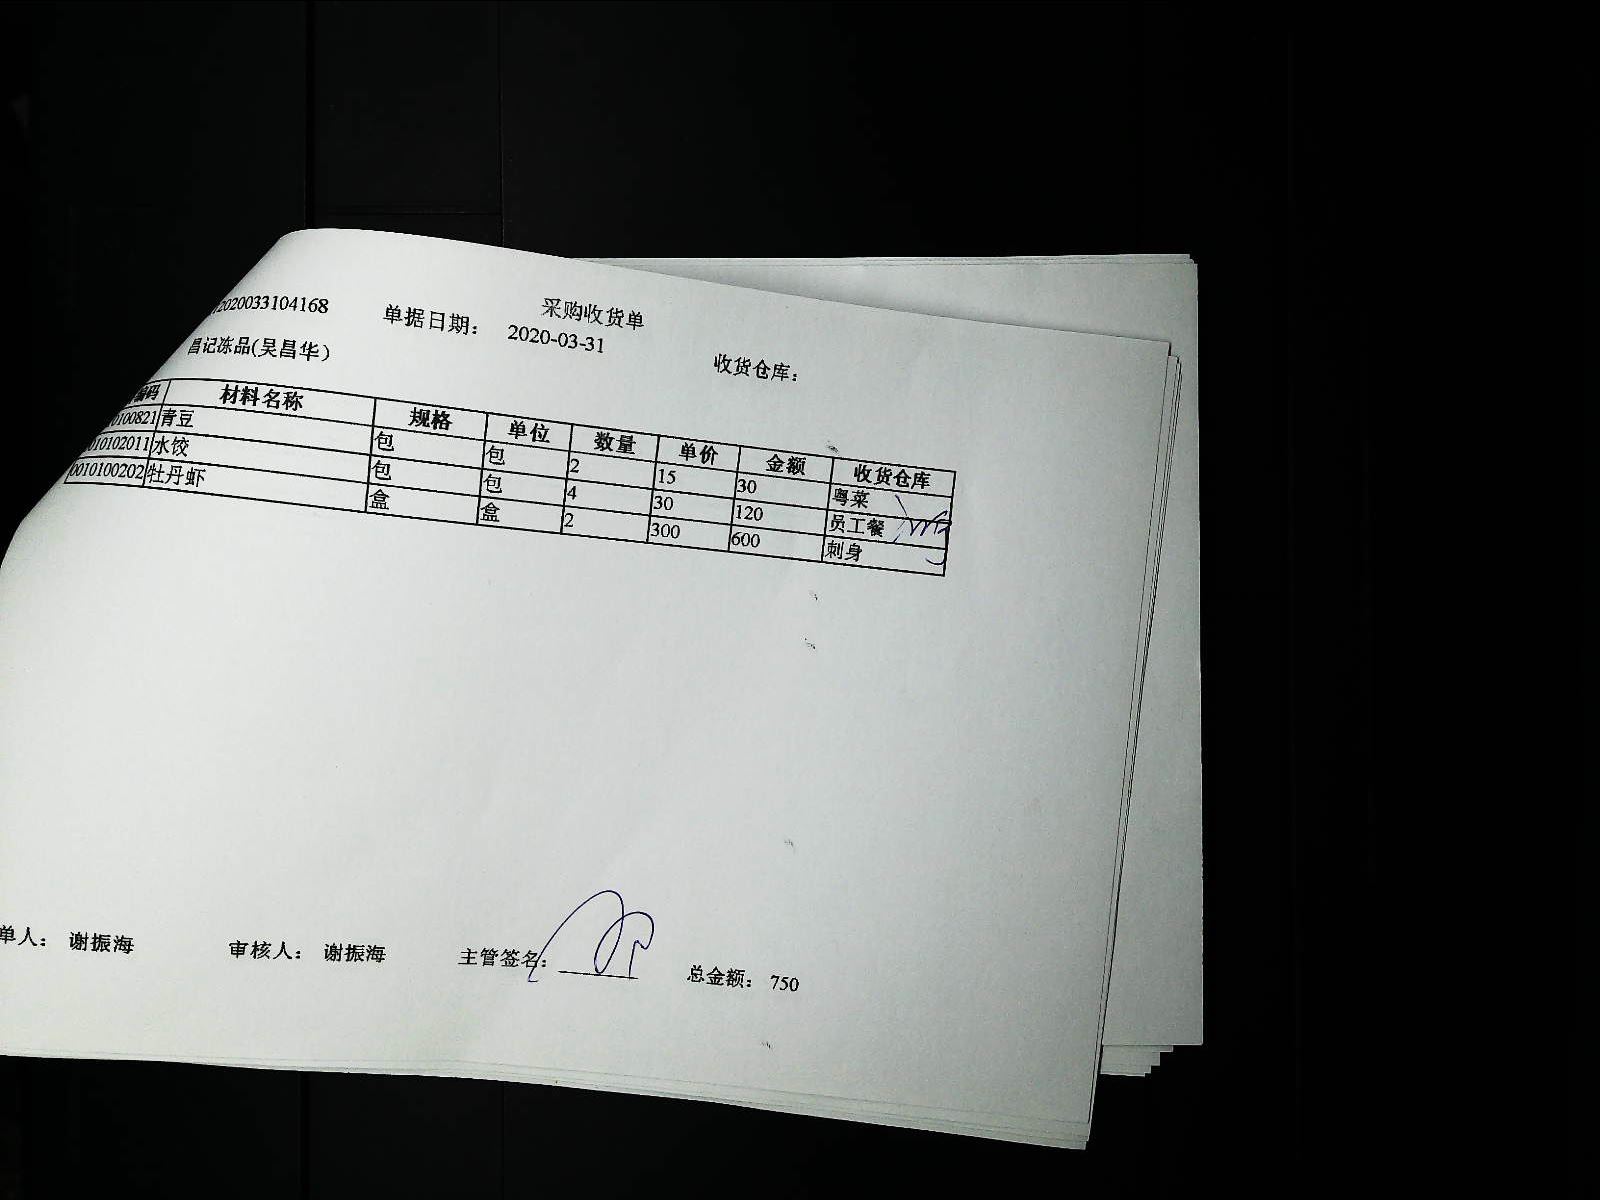 采购收货单
2020033104168 单据日期： 2020-03-31 收货仓库：
昌记冻品(吴昌华)
编码 材料名称 规格 单位 数量 单价 金额 收货仓库
0100821 青豆 包 包 2 15 30 粤菜
010102011 水饺 包 包 4 30 120 员工餐
0010100202 牡丹虾 盒 盒 2 300 600 刺身
单人： 谢振海 审核人： 谢振海 主管签名： 总金额： 750